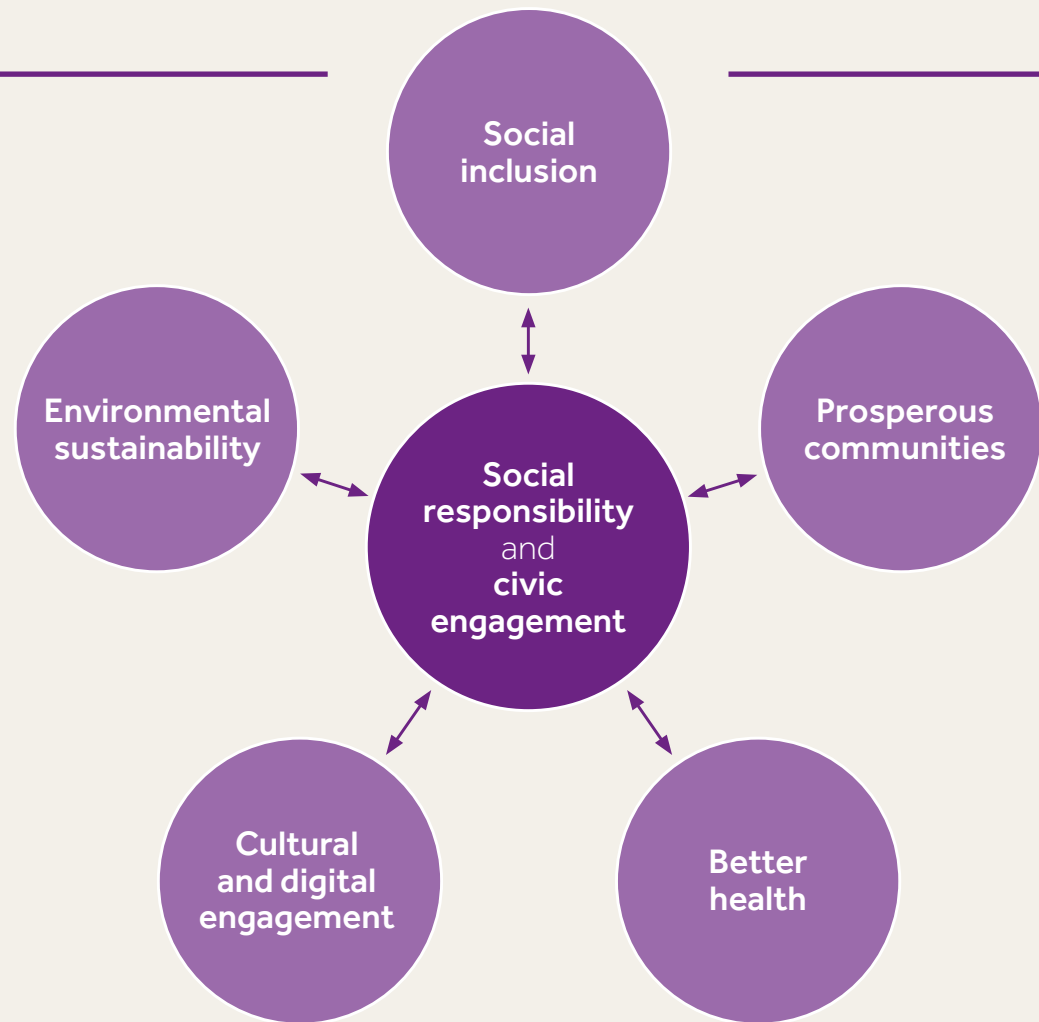 Social
inclusion
Environmental
sustainability
Prosperous
communities
Social
responsibility
and
civic
engagement
Cultural
and digital
engagement
Better
health